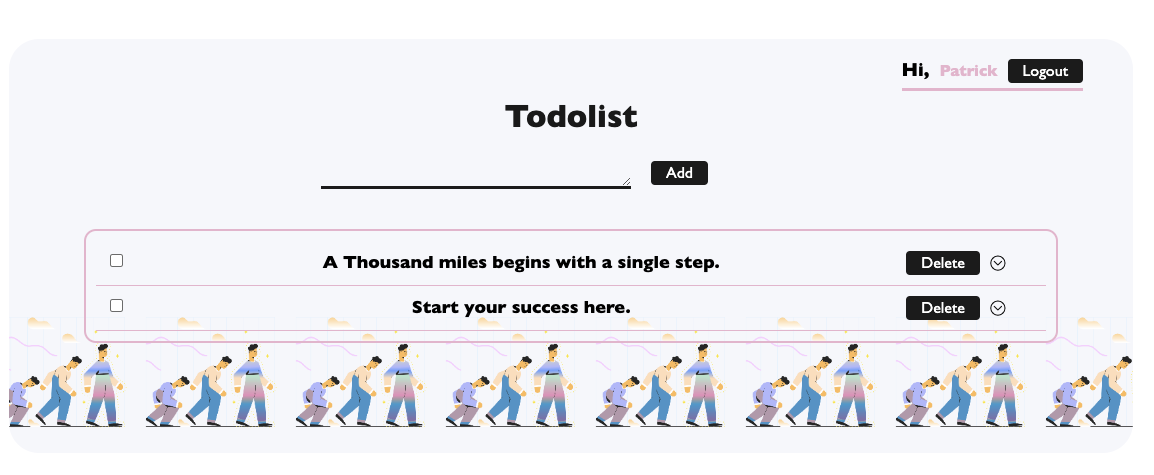 Hi, Patrick Logout
Todolist
Add
A Thousand miles begins with a single step. Delete
Start your success here. Delete